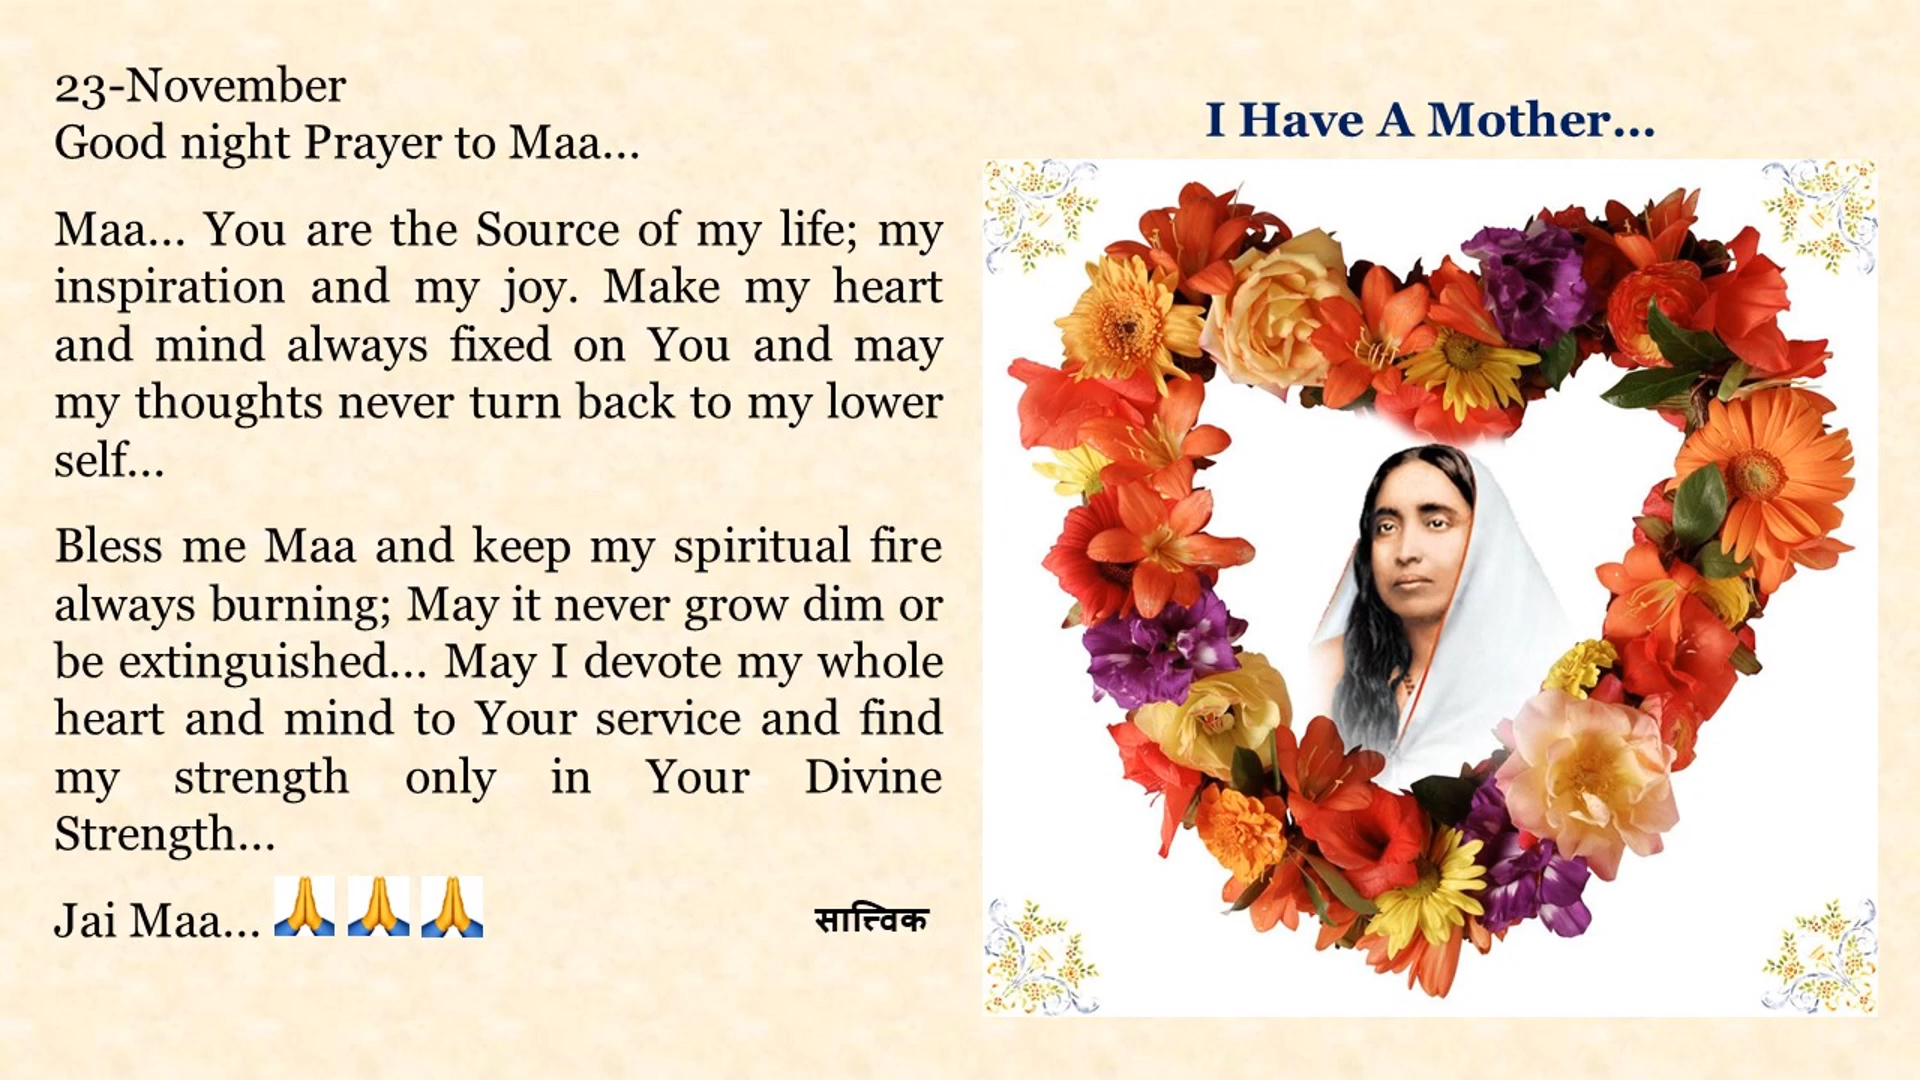 23-November
Good night Prayer to Maa...
Maa... You are the Source of my life; my
inspiration and my joy. Make my heart
and mind always fixed on You and may
my thoughts never turn back to my lower
self...
Bless me Maa and keep my spiritual fire
always burning; May it never grow dim or
be extinguished... May I devote my whole
heart and mind to Your service and find
my strength only in Your Divine
Strength...
Jai Maa... 🙏 🙏 🙏
सात्त्विक
I Have A Mother...